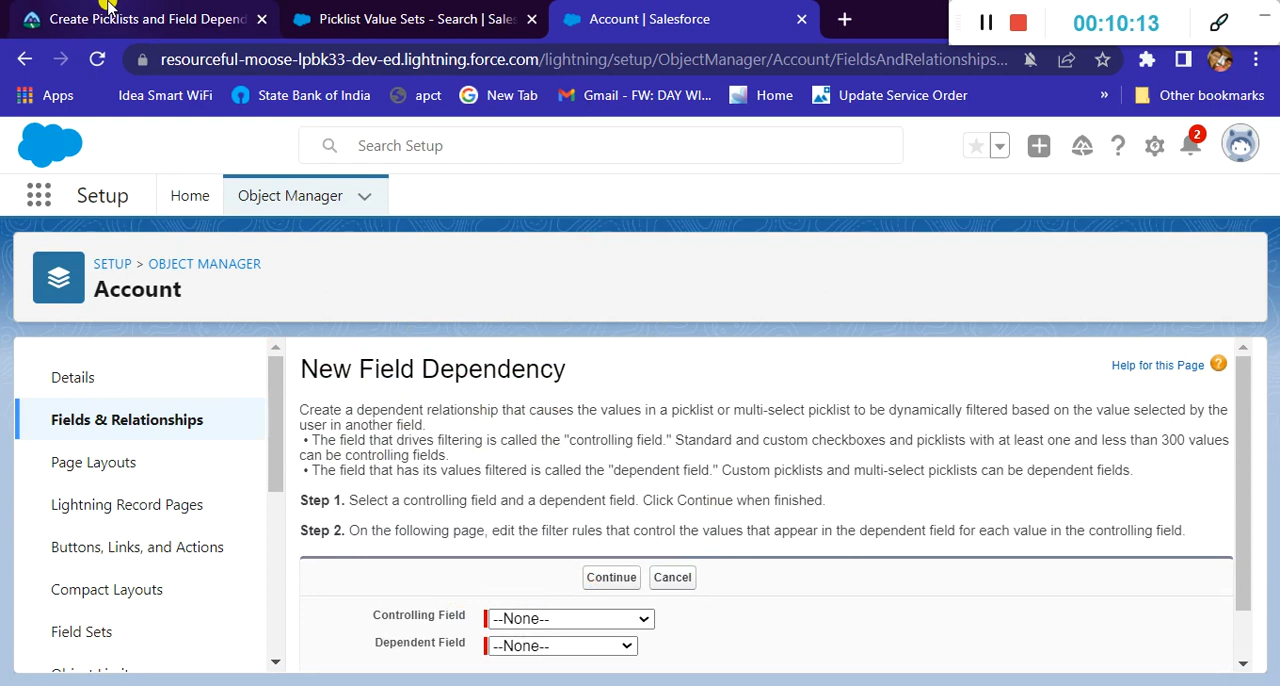 Create Picklists and Field Depend
Picklist Value Sets - Search | Sales
Account | Salesforce
00:10:13
resourceful-moose-lpbk33-dev-ed.lightning.force.com/lightning/setup/ObjectManager/Account/FieldsAndRelationships...
Apps
Idea Smart WiFi
State Bank of India
apct
New Tab
Gmail - FW: DAY WI...
Home
Update Service Order
»
Other bookmarks
Search Setup
2
Setup
Home
Object Manager
SETUP > OBJECT MANAGER
Account
Details
Fields & Relationships
Page Layouts
Lightning Record Pages
Buttons, Links, and Actions
Compact Layouts
Field Sets
New Field Dependency
Help for this Page ?
Create a dependent relationship that causes the values in a picklist or multi-select picklist to be dynamically filtered based on the value selected by the
user in another field.
• The field that drives filtering is called the "controlling field." Standard and custom checkboxes and picklists with at least one and less than 300 values
can be controlling fields.
• The field that has its values filtered is called the "dependent field." Custom picklists and multi-select picklists can be dependent fields.
Step 1. Select a controlling field and a dependent field. Click Continue when finished.
Step 2. On the following page, edit the filter rules that control the values that appear in the dependent field for each value in the controlling field.
Continue
Cancel
Controlling Field
--None--
Dependent Field
--None--